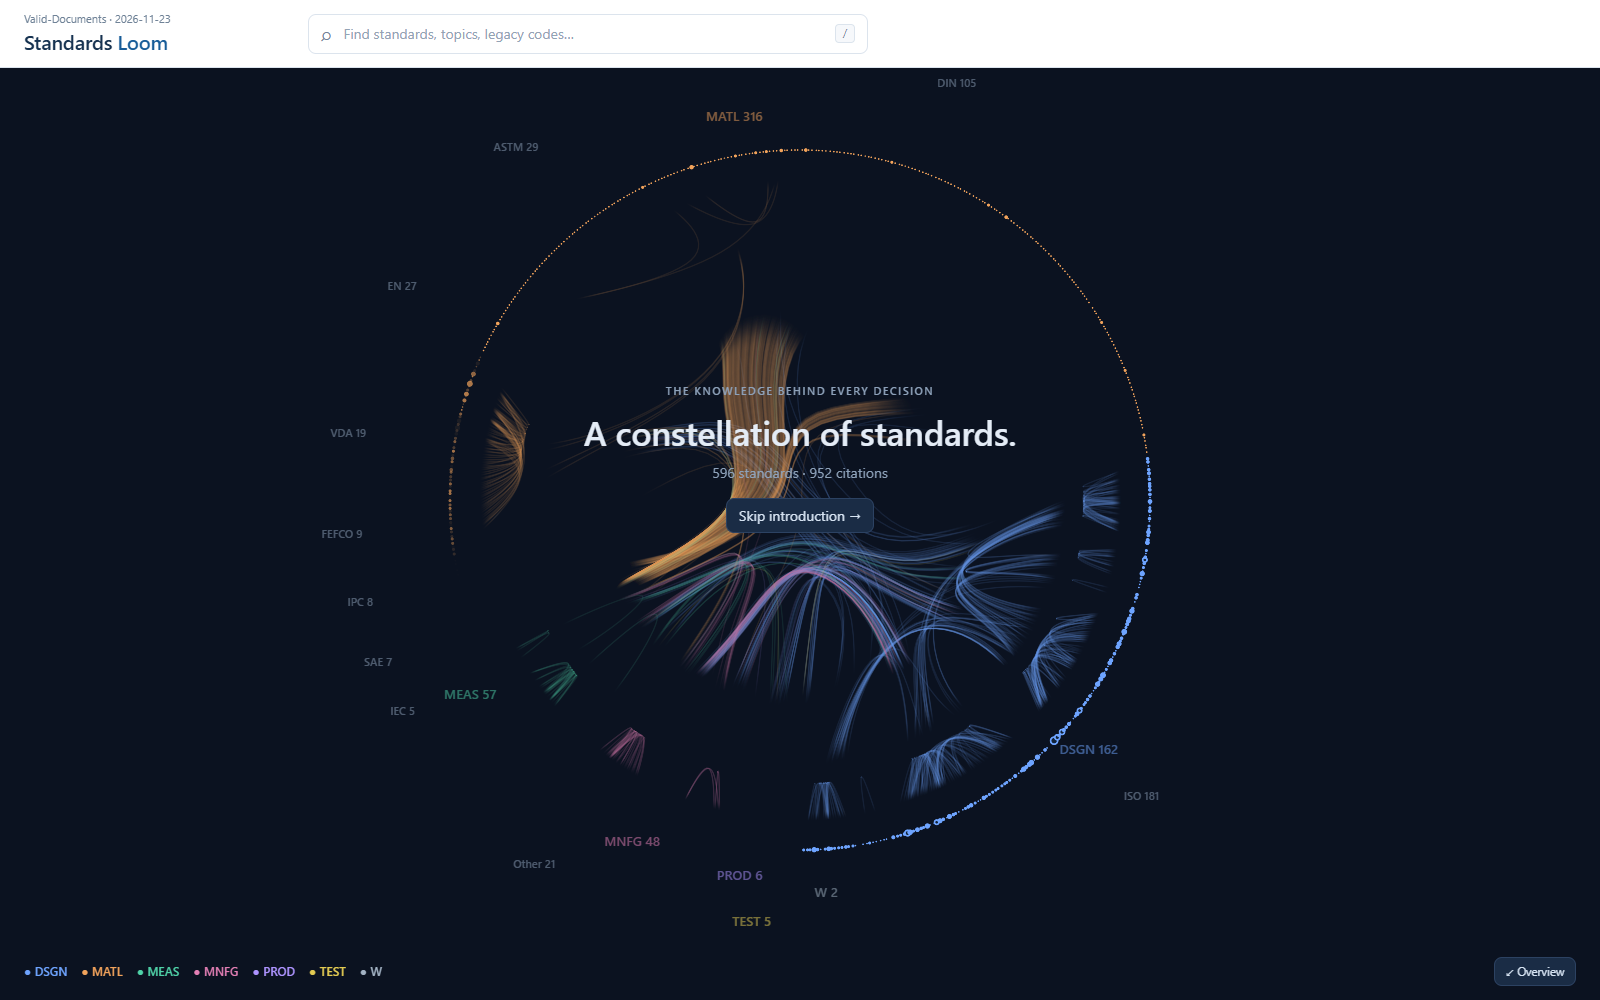 Valid-Documents · 2026-11-23
Standards Loom
Find standards, topics, legacy codes...
/
DIN 105
MATL 316
ASTM 29
EN 27
THE KNOWLEDGE BEHIND EVERY DECISION
VDA 19
A constellation of standards.
596 standards · 952 citations
Skip introduction →
FEFCO 9
IPC 8
SAE 7
MEAS 57
IEC 5
DSGN 162
ISO 181
MNFG 48
Other 21
PROD 6
W 2
TEST 5
DSGN MATL MEAS MNFG PROD TEST W
↙ Overview